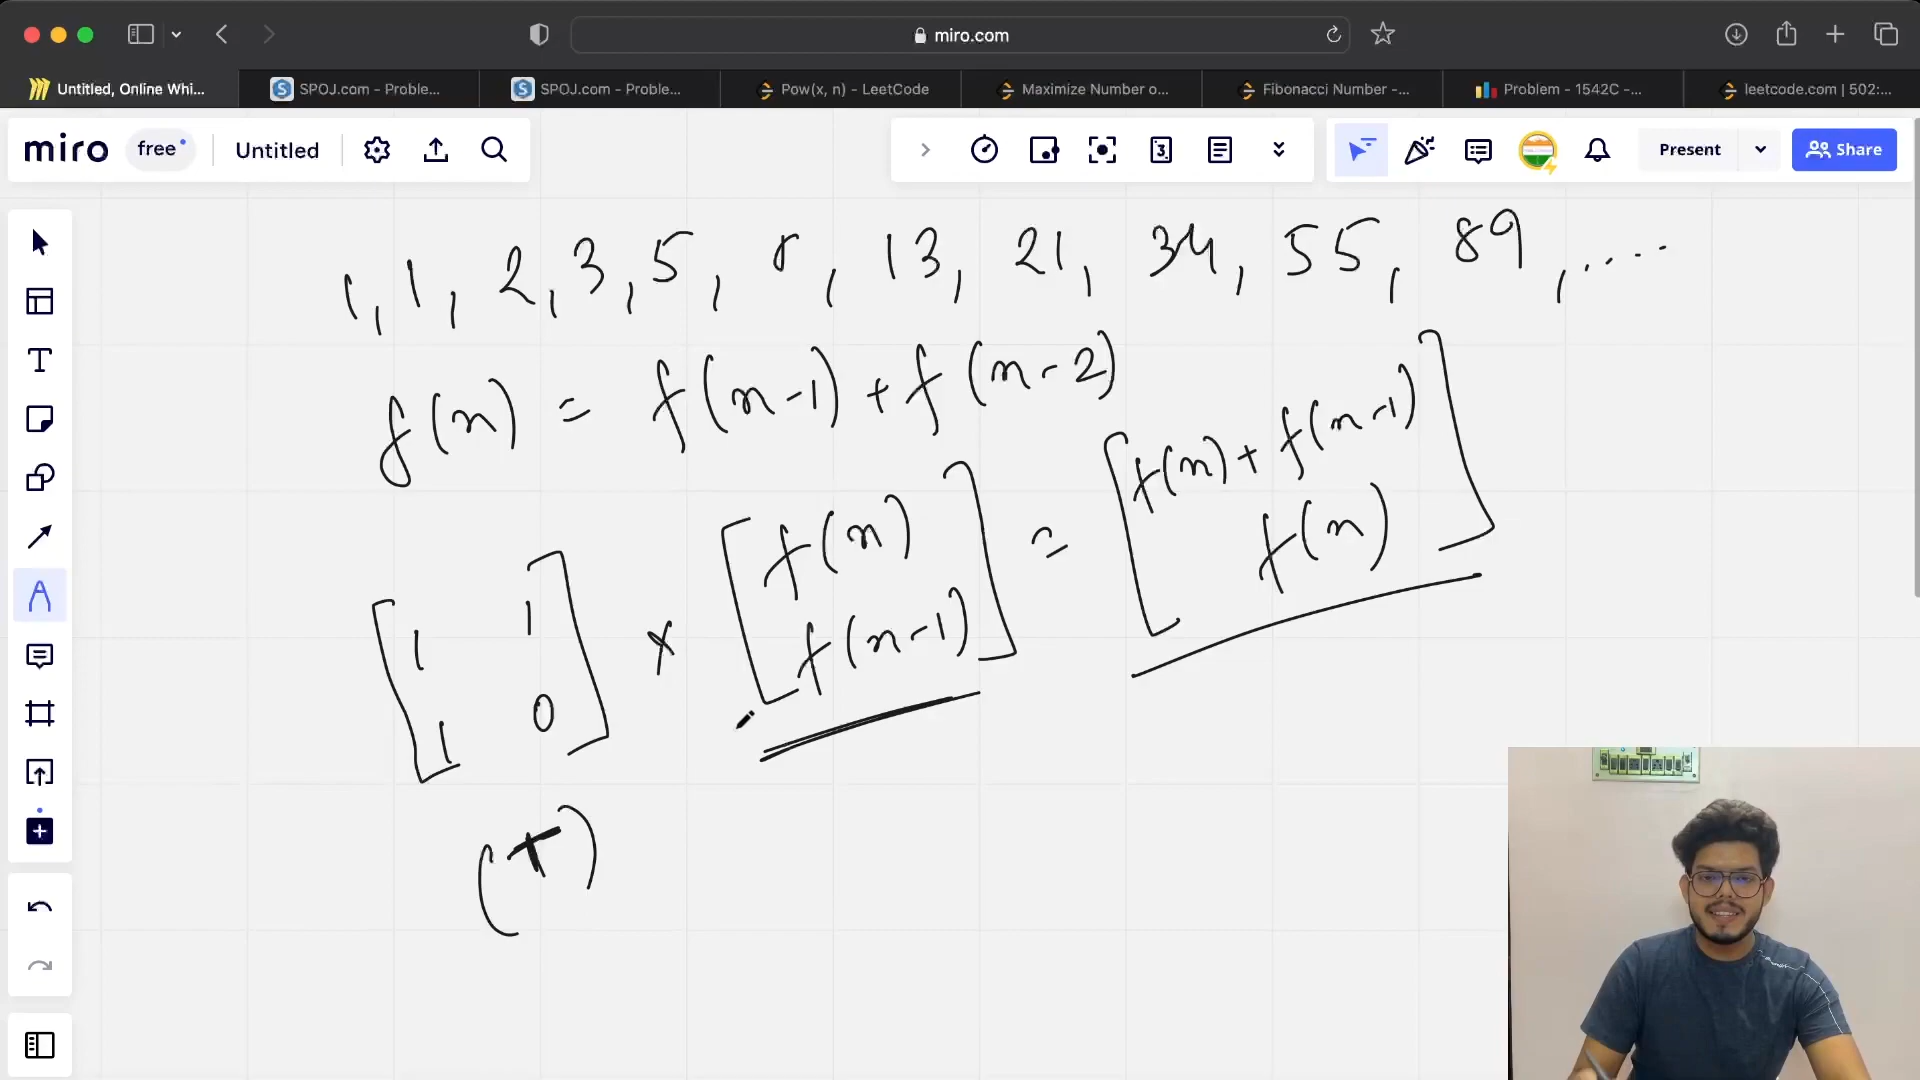 miro.com
Untitled, Online Whi...
SPOJ.com - Proble...
SPOJ.com - Proble...
Pow(x, n) - LeetCode
Maximize Number o...
Fibonacci Number -...
Problem - 1542C -...
leetcode.com | 502:...
miro free Untitled
3
Present
Share
1, 1, 2, 3, 5, 8, 13, 21, 34, 55, 89, ....
f(n) = f(n-1) + f(n-2)
[1 1 1 0] x [f(n) f(n-1)] = [f(n) + f(n-1) f(n)]
(T)